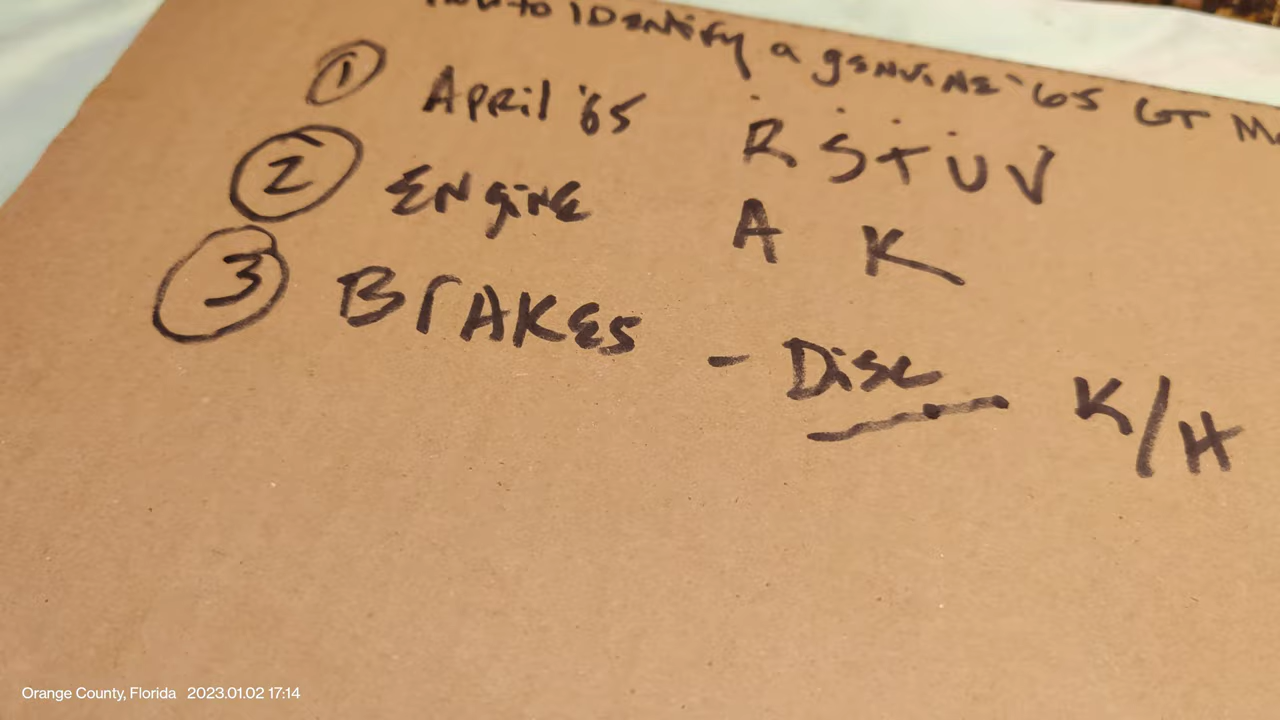 How to IDentify a genuine '65 GT
① April '65 R S T U V
② Engine A K
③ BrAKEs - Disc K/H
Orange County, Florida 2023.01.02 17:14